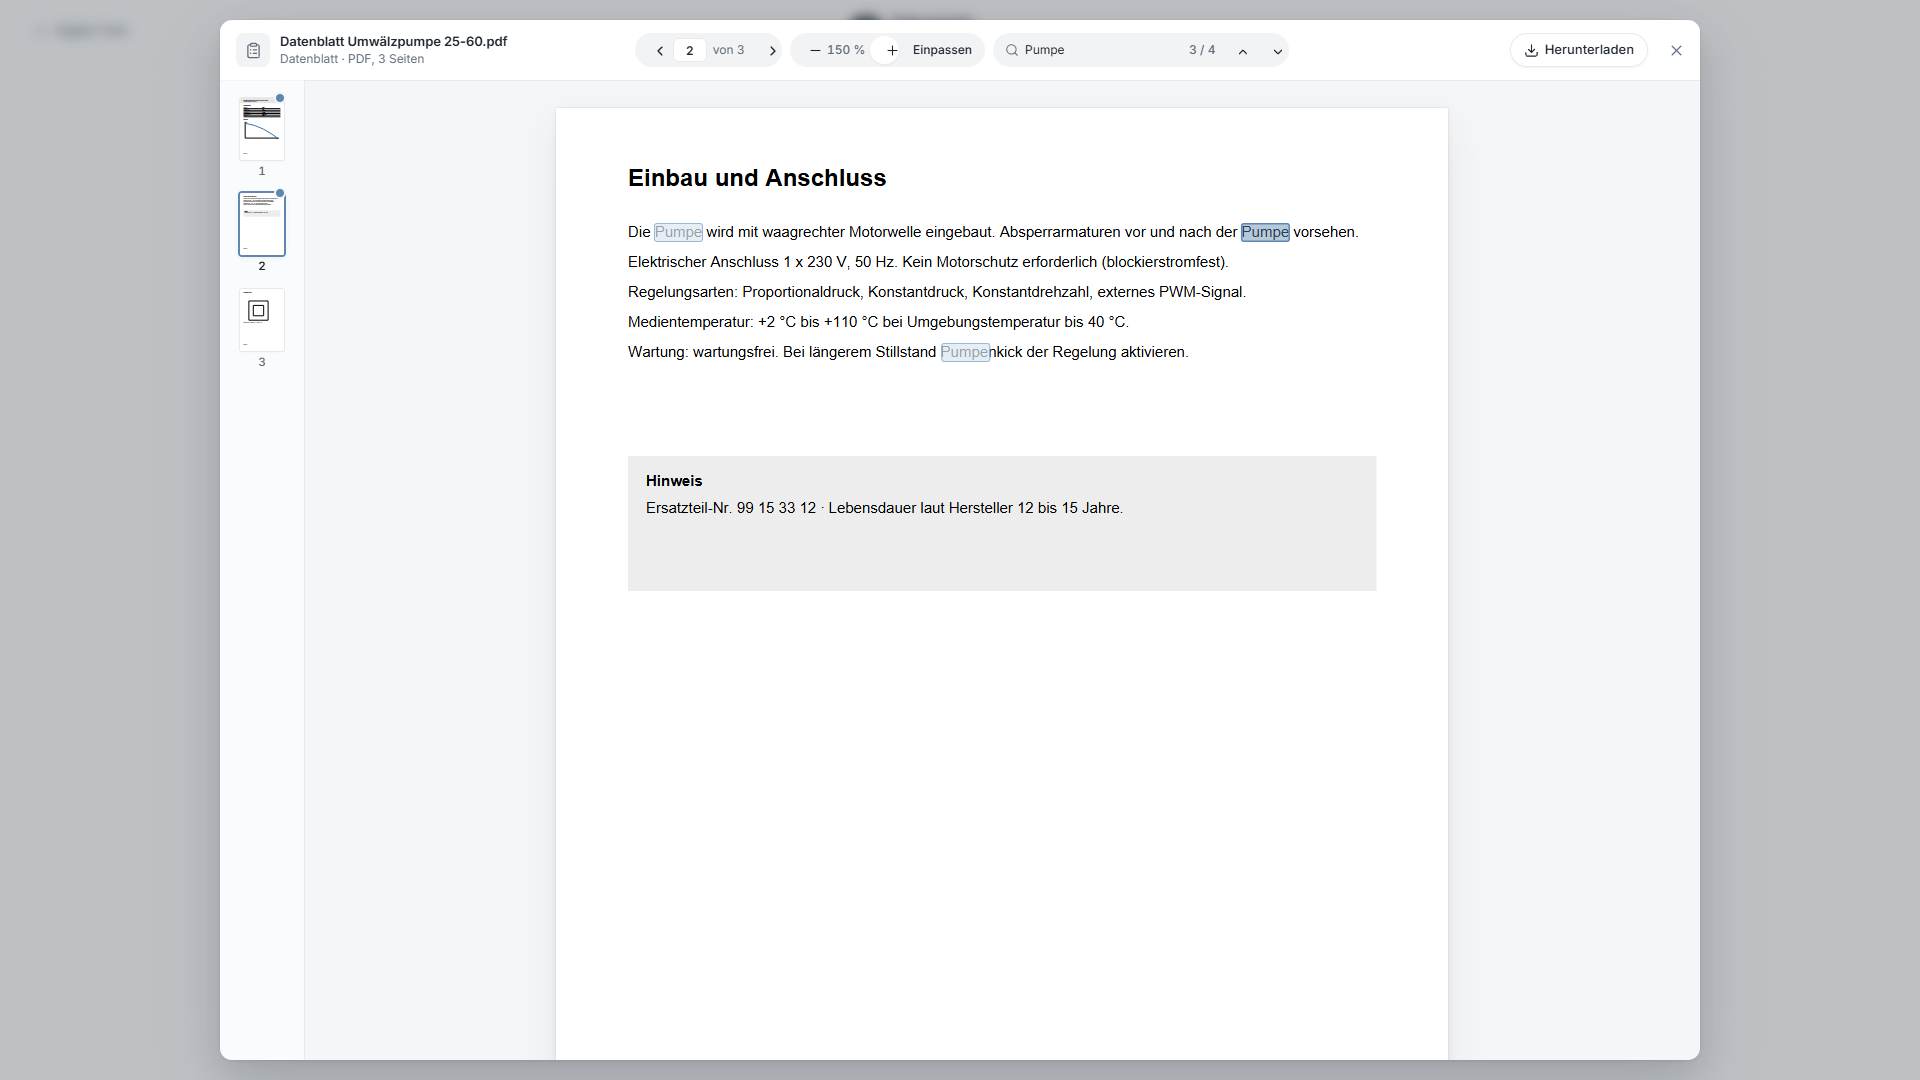 Datenblatt Umwälzpumpe 25-60.pdf
Datenblatt · PDF, 3 Seiten
2 von 3
150 %
Einpassen
Pumpe
3 / 4
Herunterladen
1
2
3
Einbau und Anschluss
Die Pumpe wird mit waagrechter Motorwelle eingebaut. Absperrarmaturen vor und nach der Pumpe vorsehen.
Elektrischer Anschluss 1 x 230 V, 50 Hz. Kein Motorschutz erforderlich (blockierstromfest).
Regelungsarten: Proportionaldruck, Konstantdruck, Konstantdrehzahl, externes PWM-Signal.
Medientemperatur: +2 °C bis +110 °C bei Umgebungstemperatur bis 40 °C.
Wartung: wartungsfrei. Bei längerem Stillstand Pumpenkick der Regelung aktivieren.
Hinweis
Ersatzteil-Nr. 99 15 33 12 · Lebensdauer laut Hersteller 12 bis 15 Jahre.